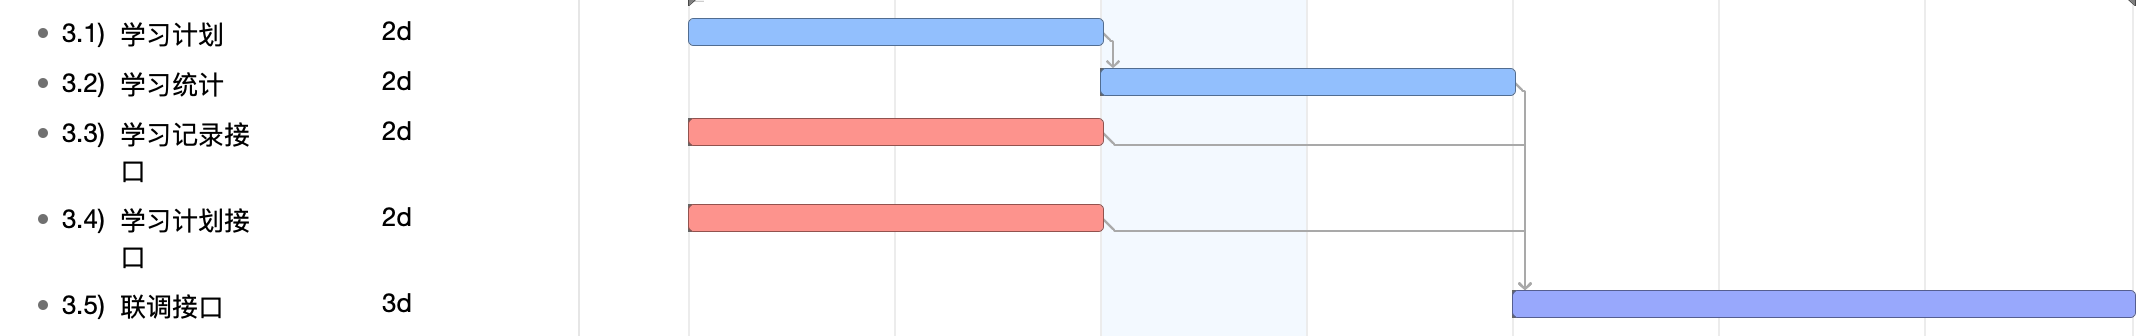 3.1) 学习计划 2d
3.2) 学习统计 2d
3.3) 学习记录接 2d
口
3.4) 学习计划接 2d
口
3.5) 联调接口 3d